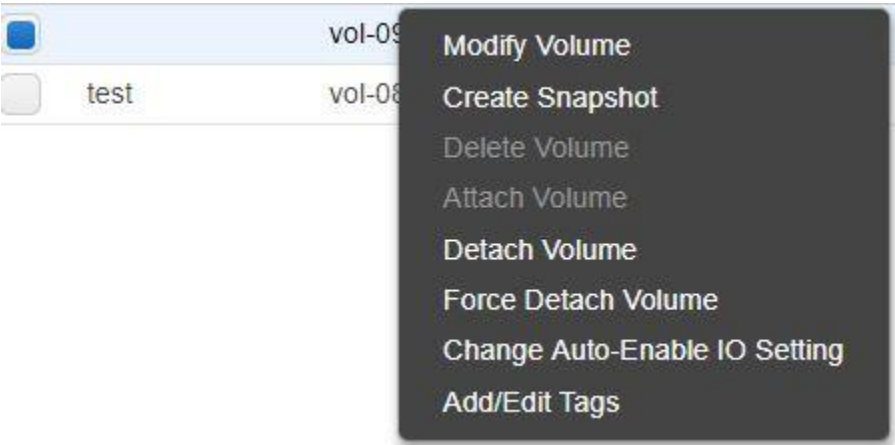 vol-09
Modify Volume
test
vol-08
Create Snapshot
Delete Volume
Attach Volume
Detach Volume
Force Detach Volume
Change Auto-Enable IO Setting
Add/Edit Tags